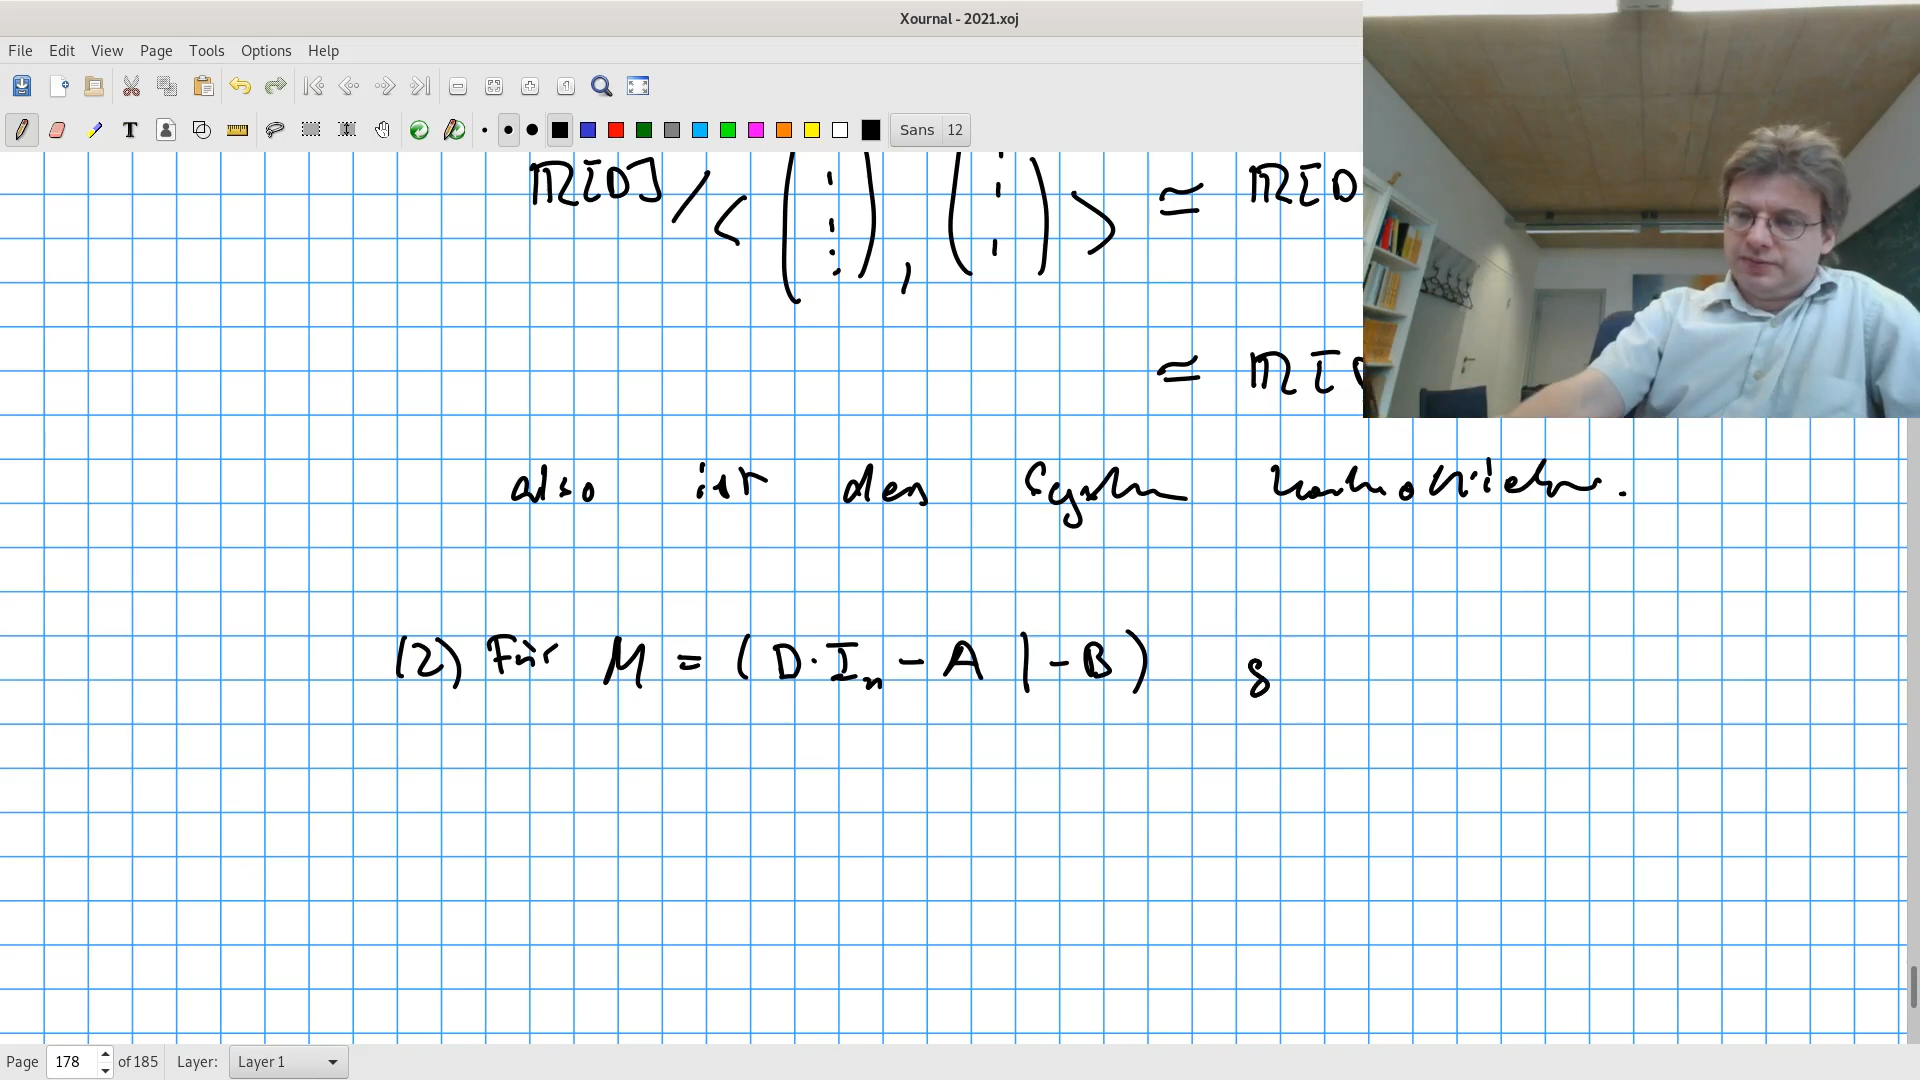 Xournal - 2021.xoj
File Edit View Page Tools Options Help
Sans 12
ℝ[D] / < ( ⋮ ) , ( ⋮ ) > ≅ ℝ[D
≅ ℝ[D
also ist das System kontrollierbar.
(2) Für M = ( D · Iₙ − A | − B ) g
Page 178 of 185 Layer: Layer 1